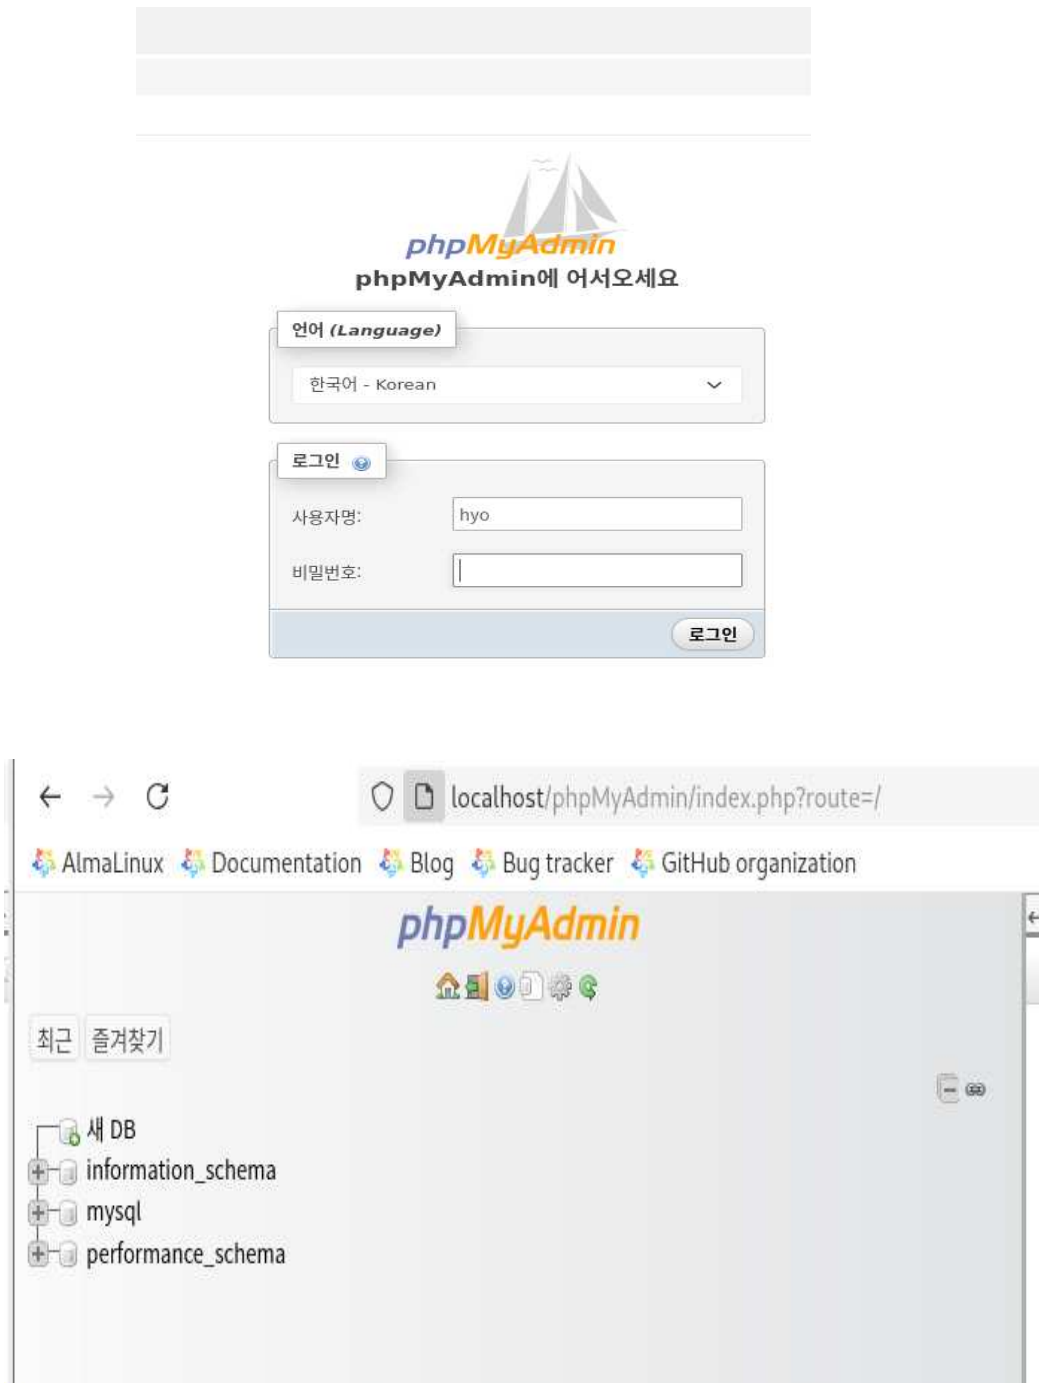 phpMyAdmin
phpMyAdmin에 어서오세요
언어 (Language)
한국어 - Korean
로그인
사용자명:
hyo
비밀번호:
로그인
localhost/phpMyAdmin/index.php?route=/
AlmaLinux Documentation Blog Bug tracker GitHub organization
phpMyAdmin
최근 즐겨찾기
새 DB
information_schema
mysql
performance_schema